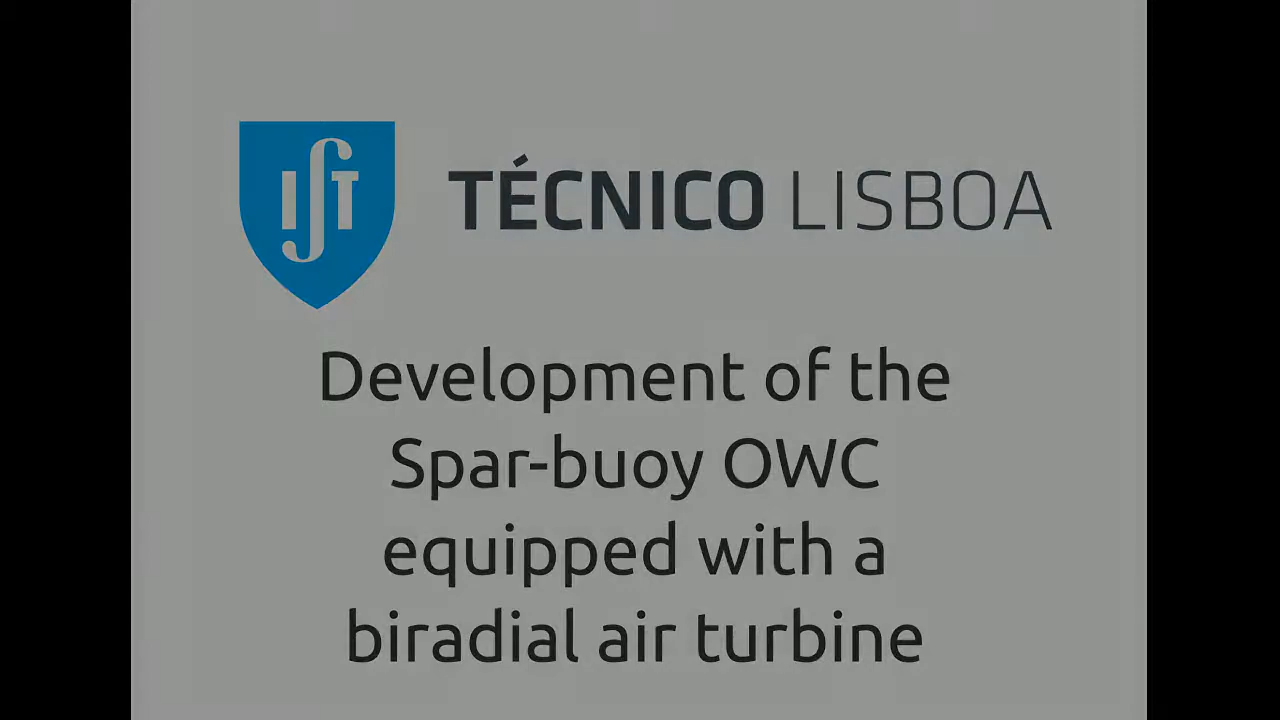 IST TÉCNICO LISBOA
Development of the
Spar-buoy OWC
equipped with a
biradial air turbine